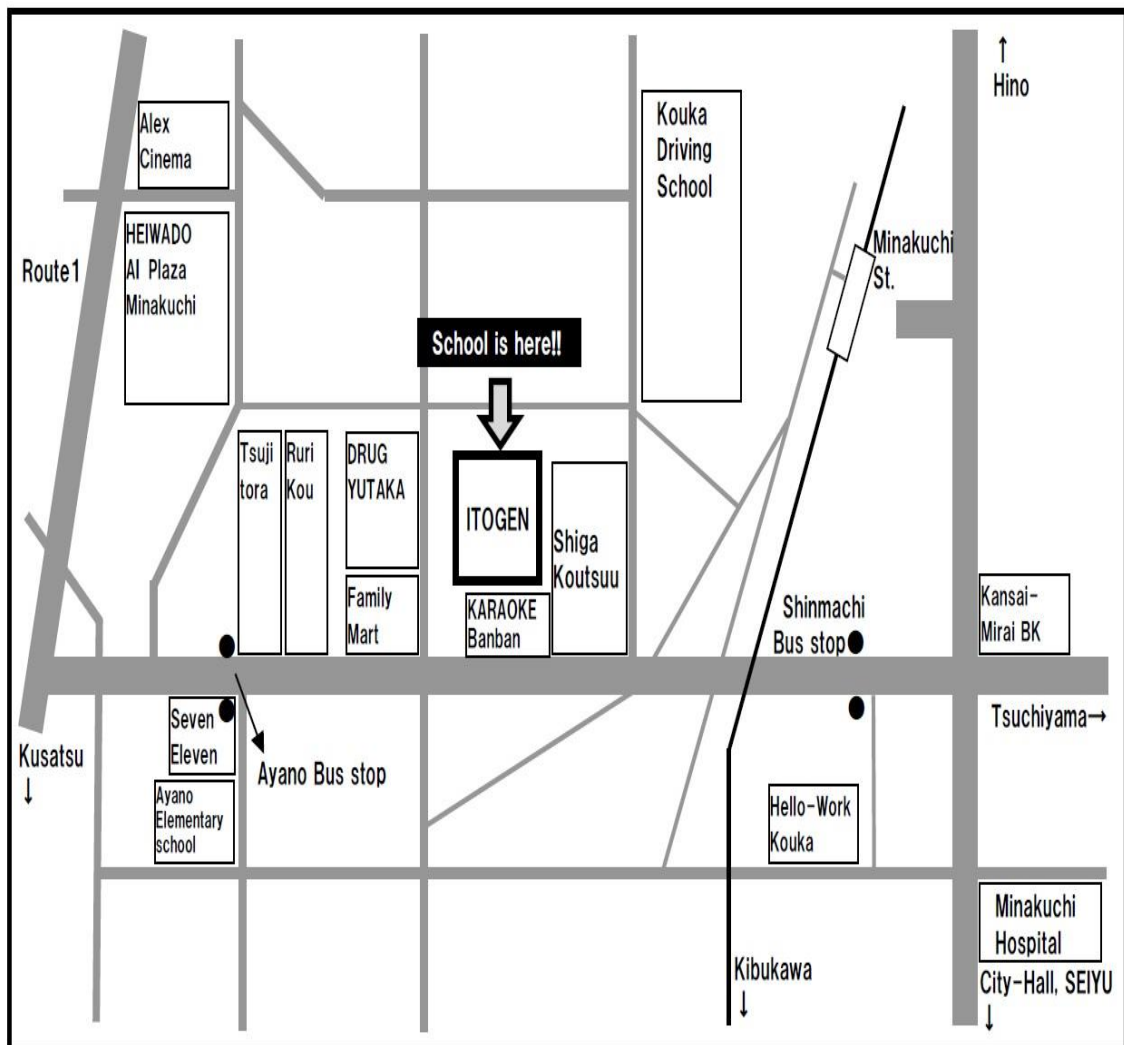 ↑
Hino
Alex
Cinema
Kouka
Driving
School
Route1
HEIWADO
Al Plaza
Minakuchi
Minakuchi
St.
School is here!!
Tsuji
tora
Ruri
Kou
DRUG
YUTAKA
ITOGEN
Shiga
Koutsuu
Family
Mart
KARAOKE
Banban
Shinmachi
Bus stop
Kansai-
Mirai BK
Seven
Eleven
Tsuchiyama→
Kusatsu
↓
Ayano Bus stop
Ayano
Elementary
school
Hello-Work
Kouka
Minakuchi
Hospital
Kibukawa
↓
City-Hall, SEIYU
↓